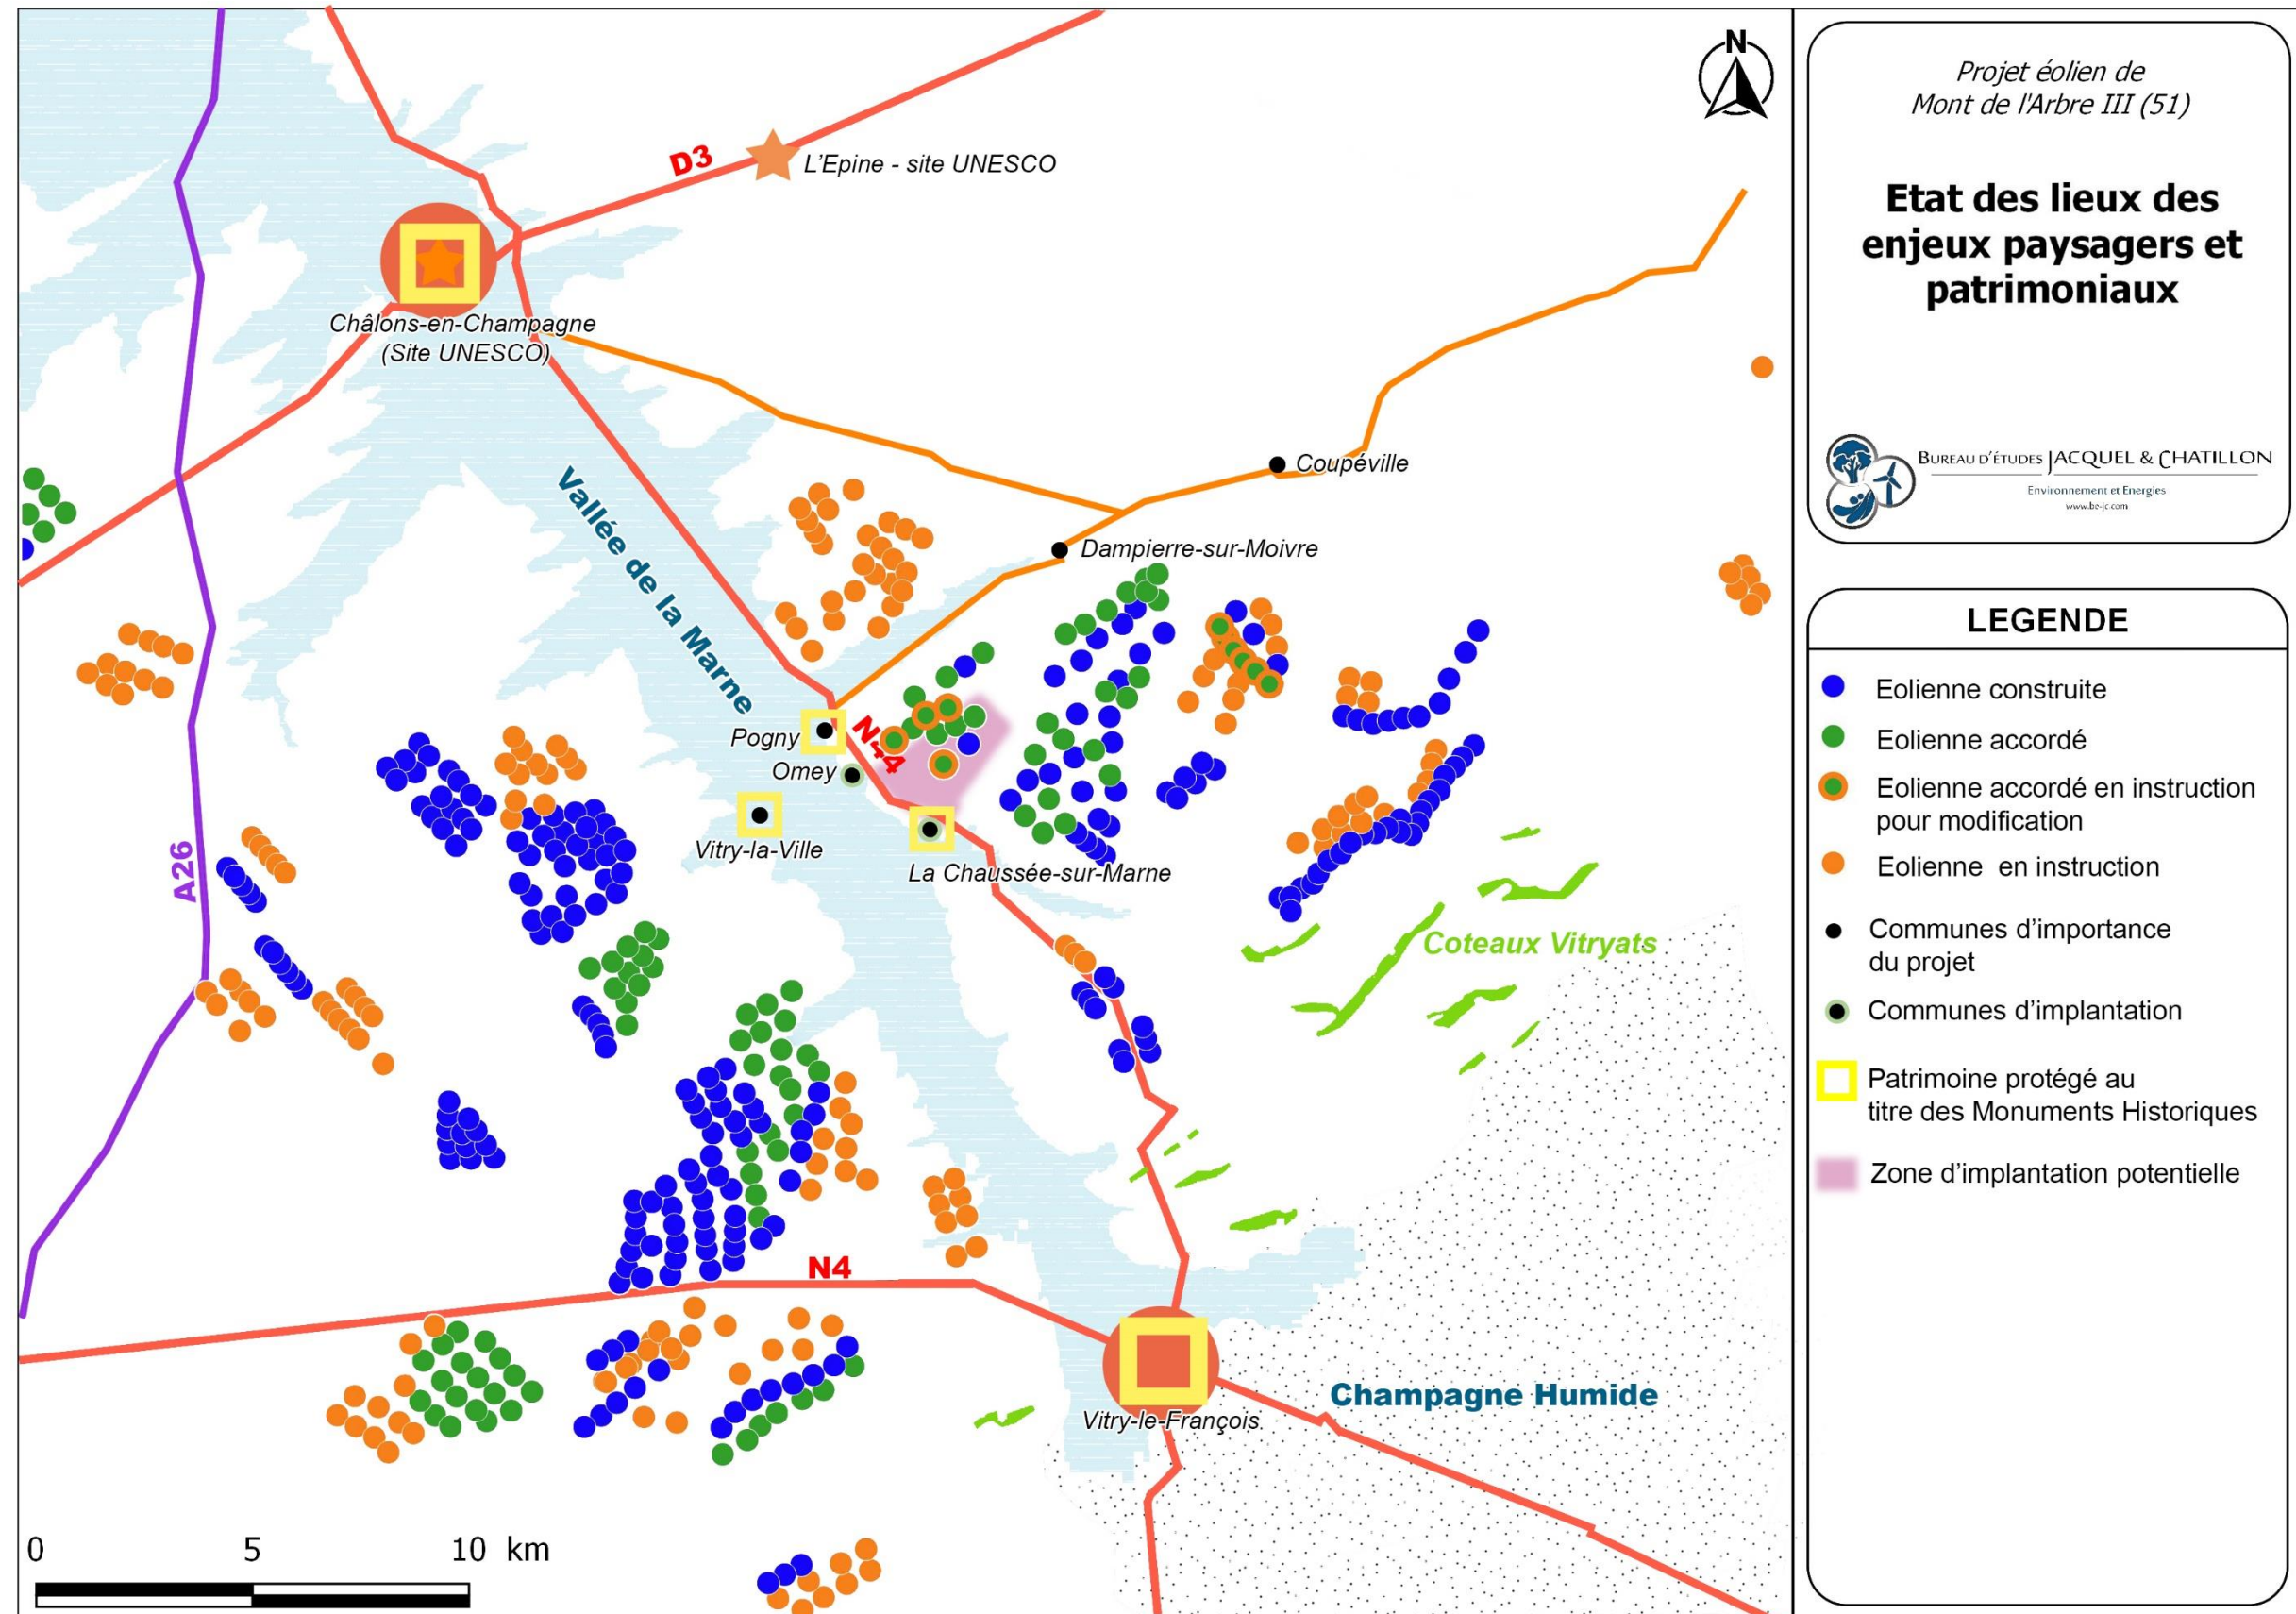 N
D3
L'Epine - site UNESCO
Châlons-en-Champagne
(Site UNESCO)
Vallée de la Marne
Coupéville
Dampierre-sur-Moivre
Pogny
N44
Omey
Vitry-la-Ville
La Chaussée-sur-Marne
A26
Coteaux Vitryats
N4
Champagne Humide
Vitry-le-François
0 5 10 km
Projet éolien de
Mont de l'Arbre III (51)
Etat des lieux des
enjeux paysagers et
patrimoniaux
BUREAU D'ÉTUDES JACQUEL & CHATILLON
Environnement et Energies
www.be-jc.com
LEGENDE
Eolienne construite
Eolienne accordé
Eolienne accordé en instruction
pour modification
Eolienne en instruction
Communes d'importance
du projet
Communes d'implantation
Patrimoine protégé au
titre des Monuments Historiques
Zone d'implantation potentielle